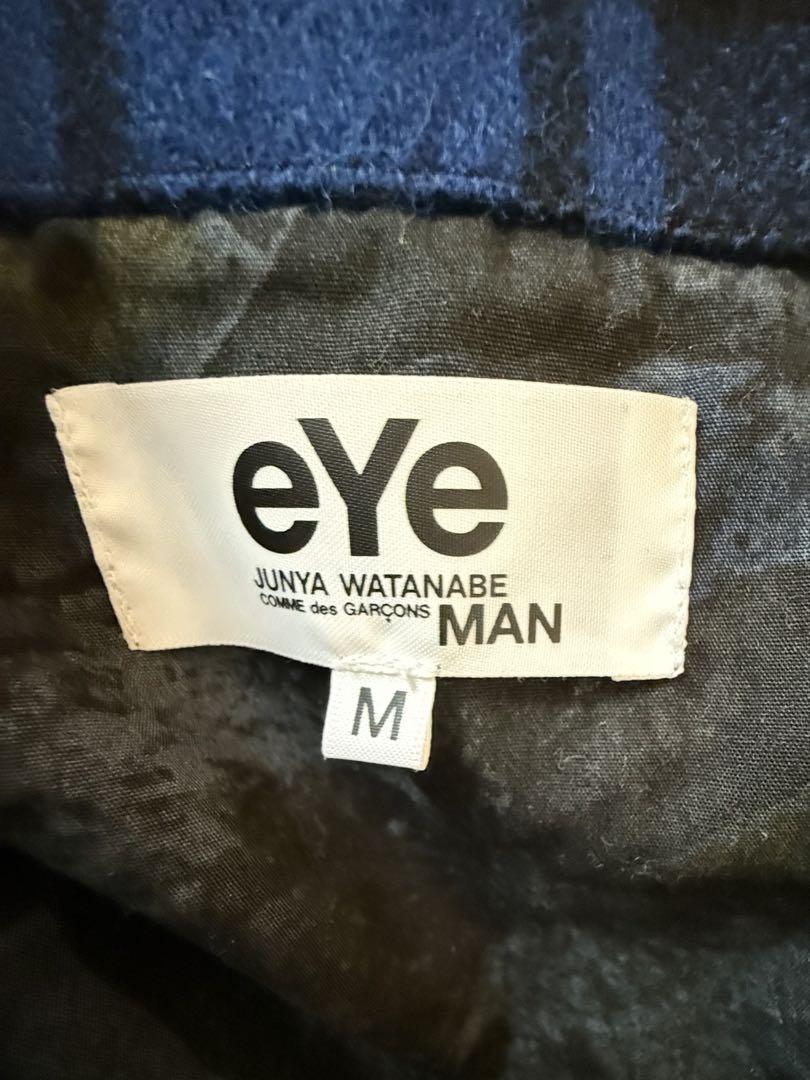 eYe
JUNYA WATANABE
COMME des GARÇONS MAN
M